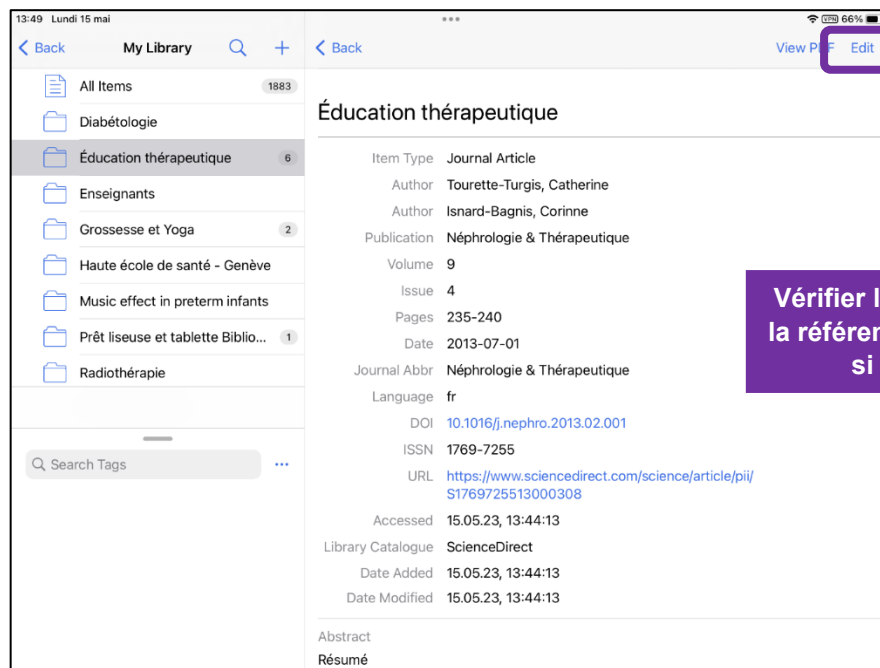 13:49 Lundi 15 mai
VPN 66%
Back My Library
Back View PDF Edit
All Items 1883
Diabétologie
Éducation thérapeutique 6
Enseignants
Grossesse et Yoga 2
Haute école de santé - Genève
Music effect in preterm infants
Prêt liseuse et tablette Biblio... 1
Radiothérapie
Search Tags
Éducation thérapeutique
Item Type Journal Article
Author Tourette-Turgis, Catherine
Author Isnard-Bagnis, Corinne
Publication Néphrologie & Thérapeutique
Volume 9
Issue 4
Pages 235-240
Date 2013-07-01
Journal Abbr Néphrologie & Thérapeutique
Language fr
DOI 10.1016/j.nephro.2013.02.001
ISSN 1769-7255
URL https://www.sciencedirect.com/science/article/pii/
S1769725513000308
Accessed 15.05.23, 13:44:13
Library Catalogue ScienceDirect
Date Added 15.05.23, 13:44:13
Date Modified 15.05.23, 13:44:13
Abstract
Résumé
Vérifier
la
si